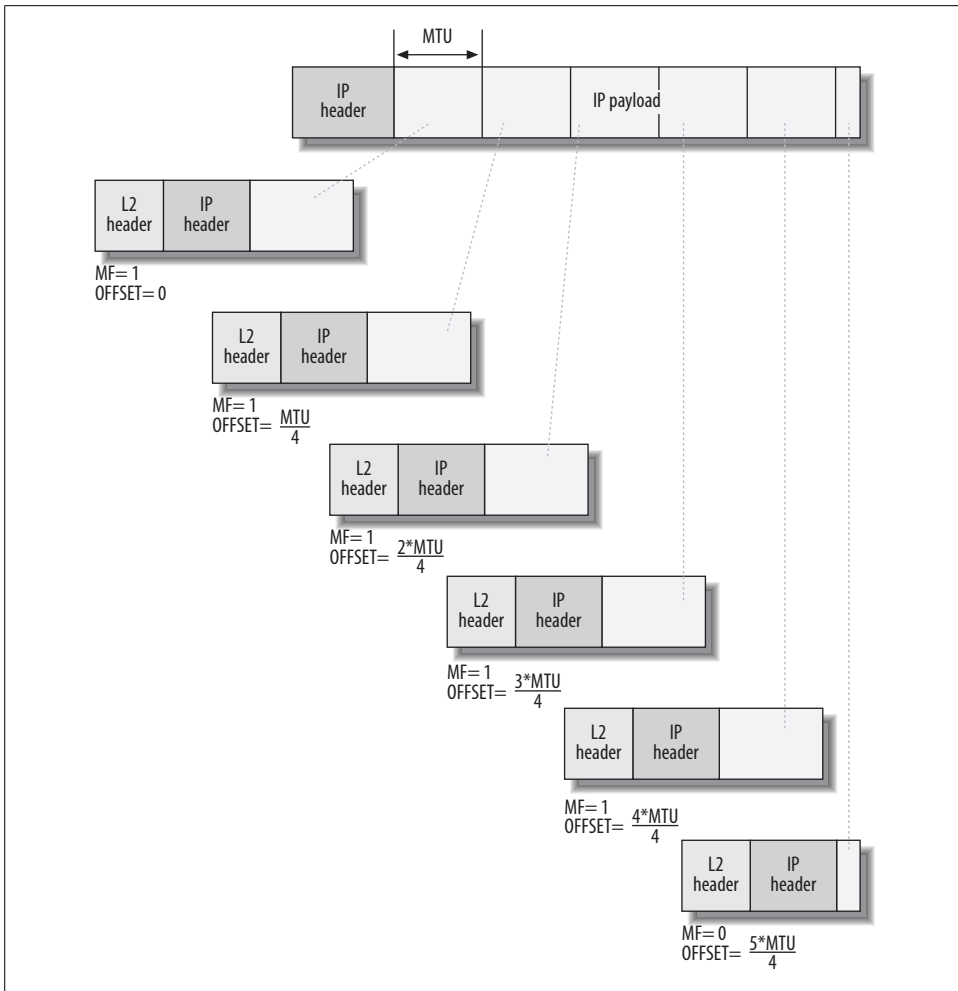 MTU
IP
header
IP payload
L2
header
IP
header
MF= 1
OFFSET= 0
L2
header
IP
header
MF= 1
OFFSET= MTU
4
L2
header
IP
header
MF= 1
OFFSET= 2*MTU
4
L2
header
IP
header
MF= 1
OFFSET= 3*MTU
4
L2
header
IP
header
MF= 1
OFFSET= 4*MTU
4
L2
header
IP
header
MF= 0
OFFSET= 5*MTU
4